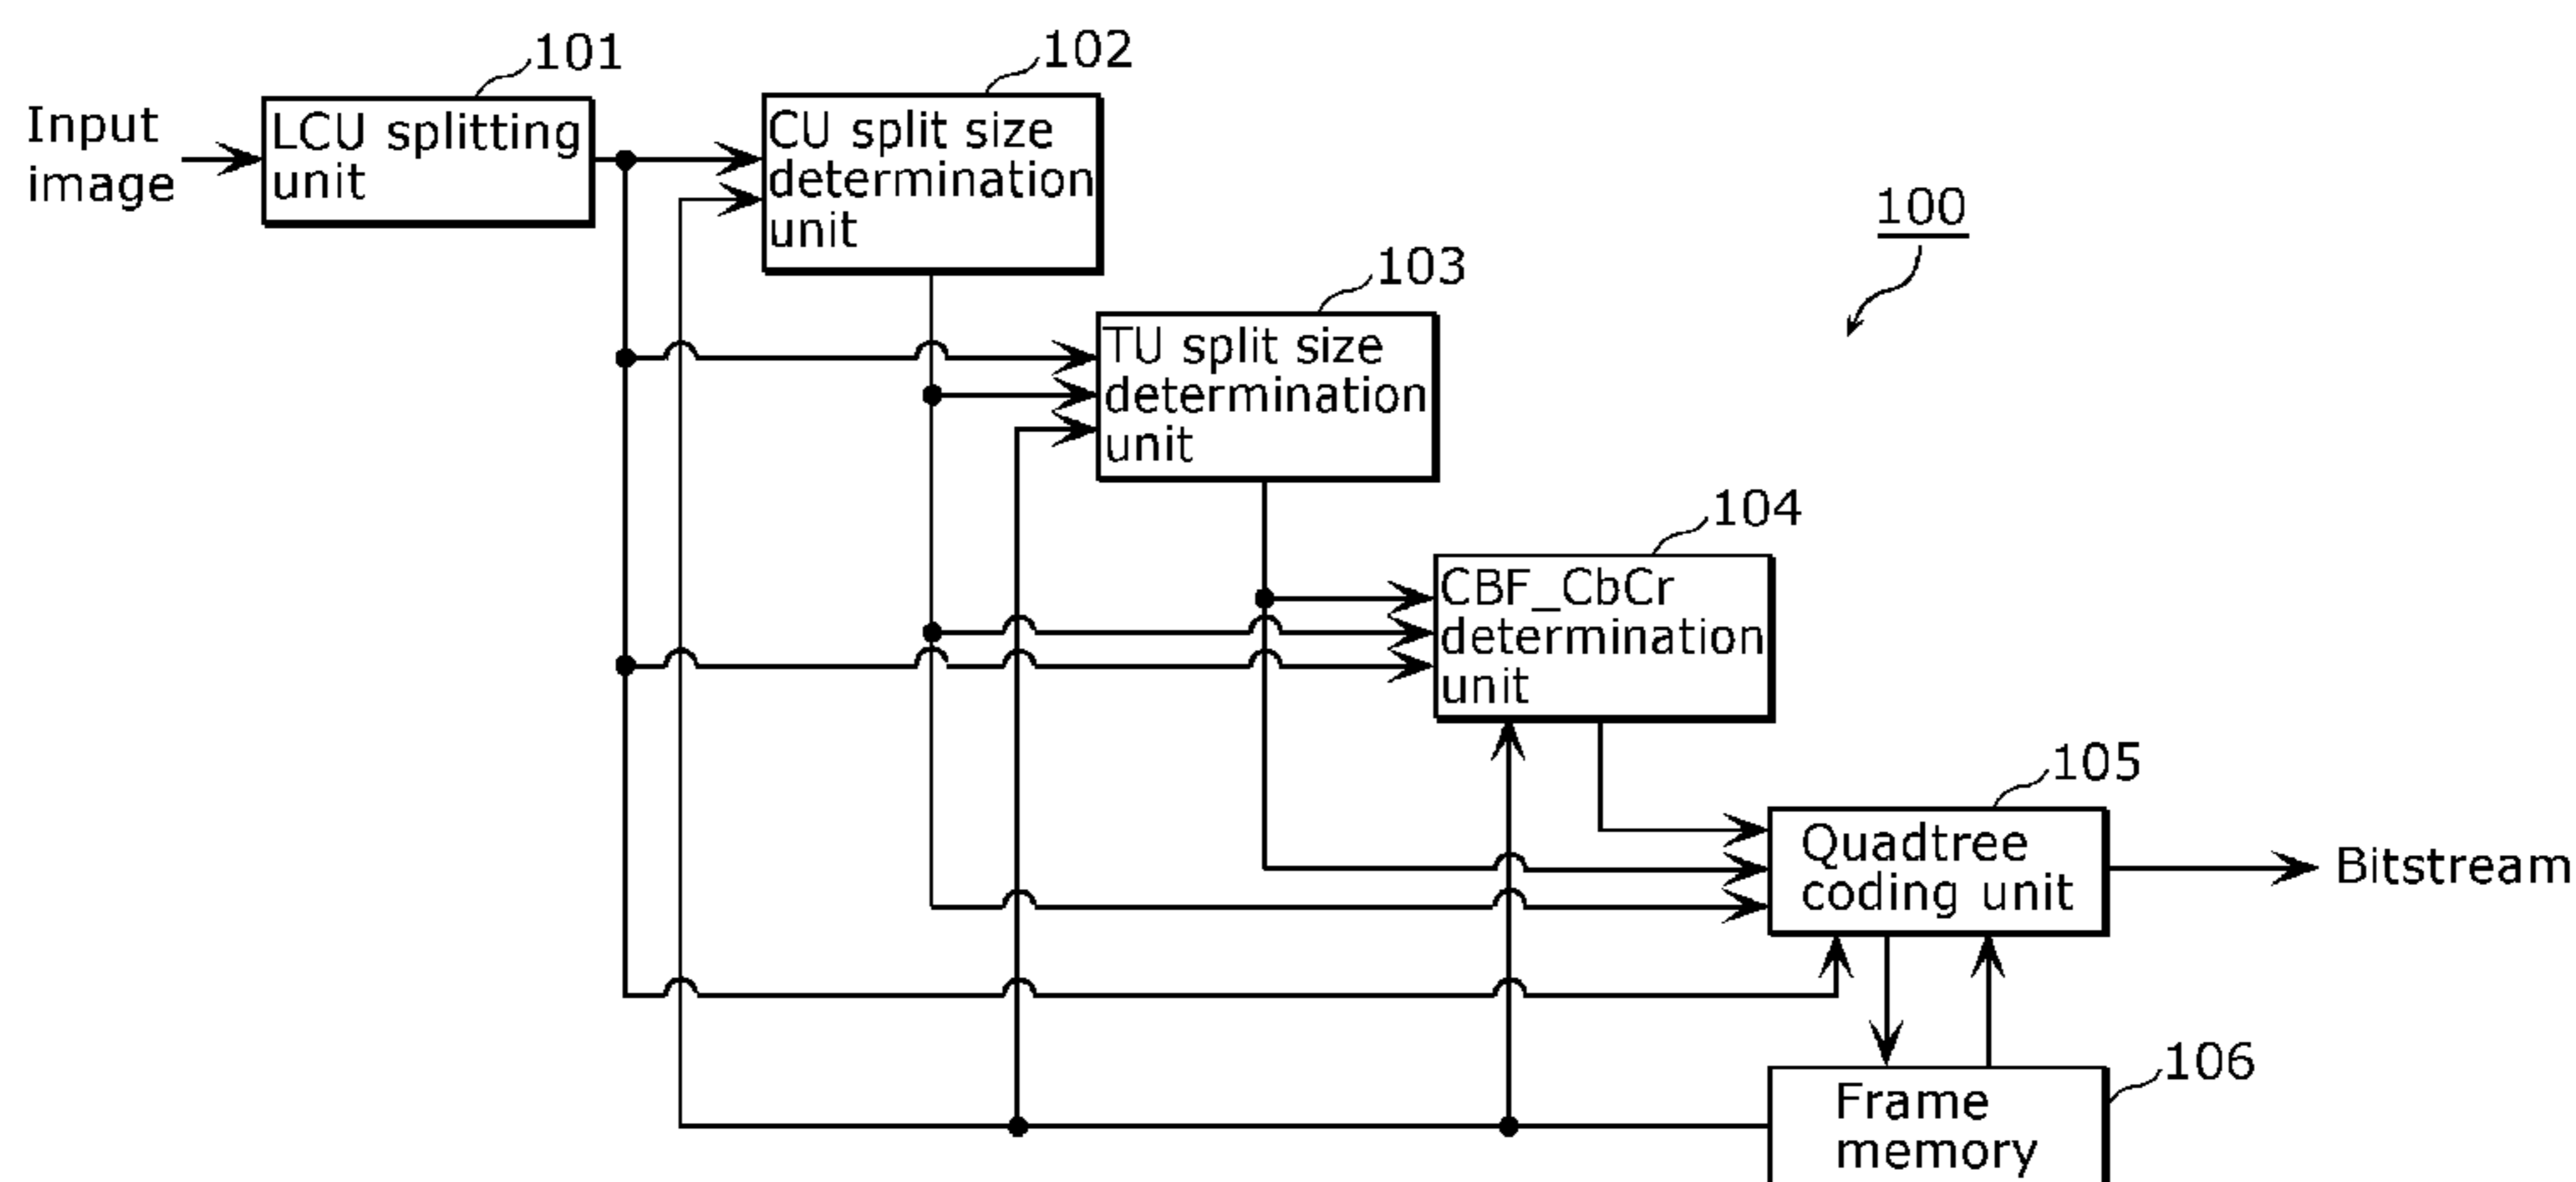 101
102
Input
image
LCU splitting
unit
CU split size
determination
unit
100
103
TU split size
determination
unit
104
CBF_CbCr
determination
unit
105
Quadtree
coding unit
Bitstream
106
Frame
memory